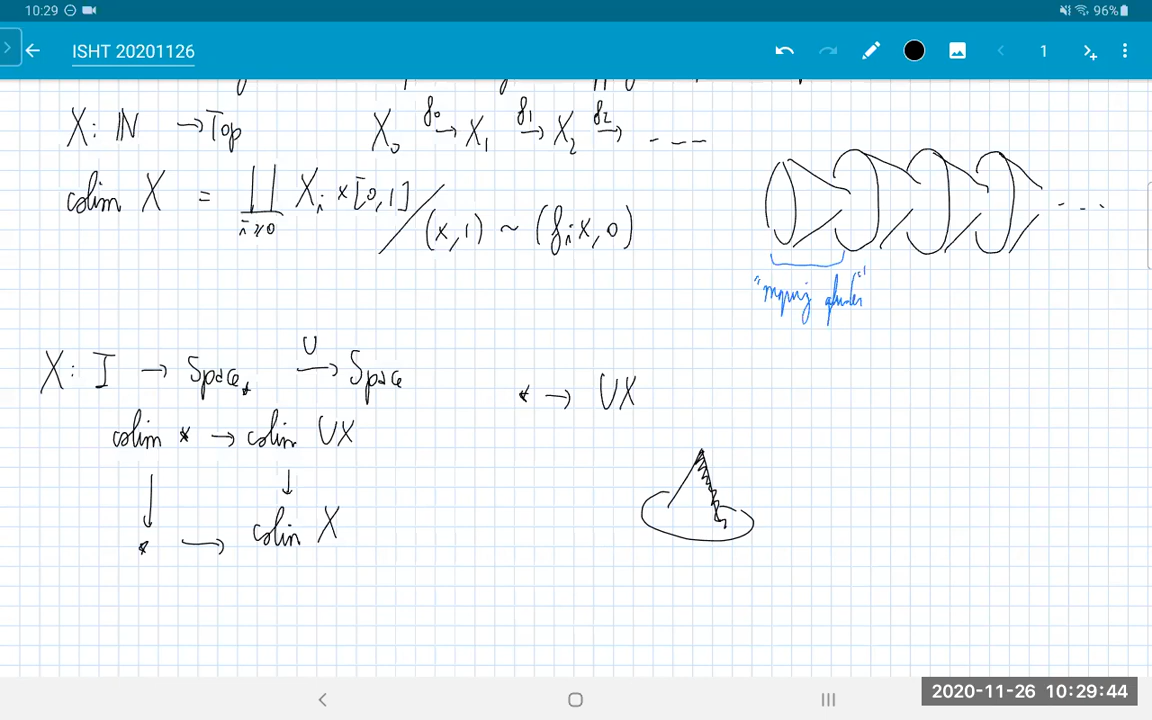 10:29
96%
ISHT 20201126
1
X: ℕ → Top X₀ f₀→ X₁ f₁→ X₂ f₂→ ----
colim X = ∐ i≥0 Xᵢ × [0,1] / (x,1) ~ (fᵢx,0)
...
"mapping cylinder"
X: I → Space* U→ Space
* → UX
colim * → colim UX
↓ ↓
* → colim X
2020-11-26 10:29:44